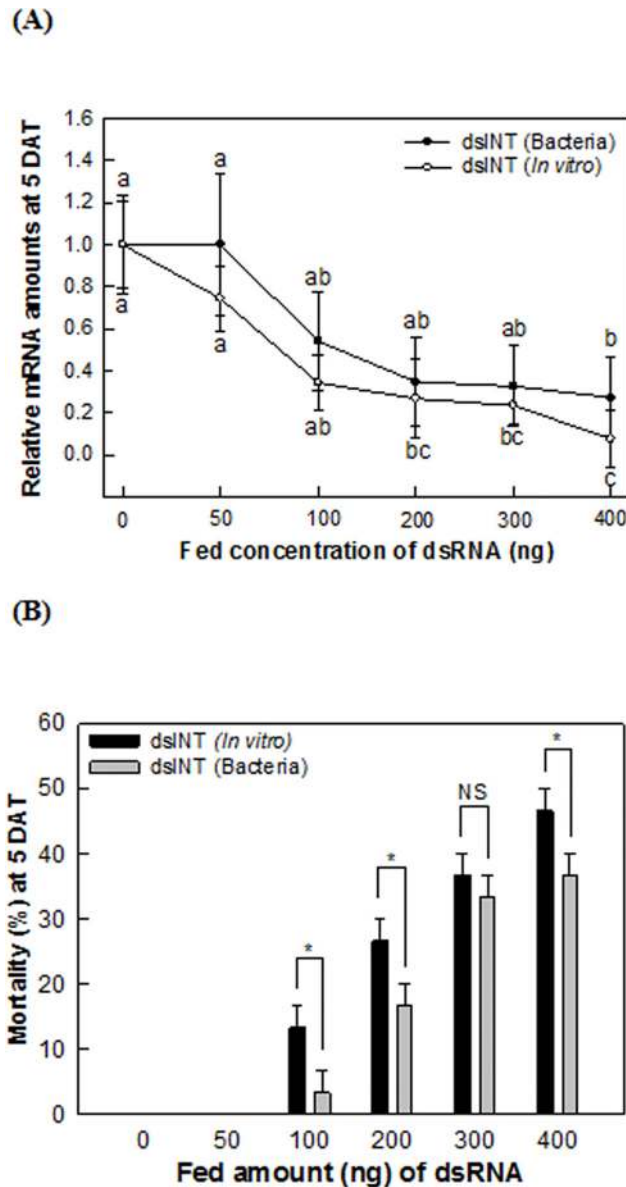 (A)
Relative mRNA amounts at 5 DAT
1.6
1.4
1.2
1.0
0.8
0.6
0.4
0.2
0.0
dsINT (Bacteria)
dsINT (In vitro)
a a ab ab ab b
a a ab bc bc c
0 50 100 200 300 400
Fed concentration of dsRNA (ng)
(B)
Mortality (%) at 5 DAT
60
50
40
30
20
10
0
dsINT (In vitro)
dsINT (Bacteria)
* * NS *
0 50 100 200 300 400
Fed amount (ng) of dsRNA